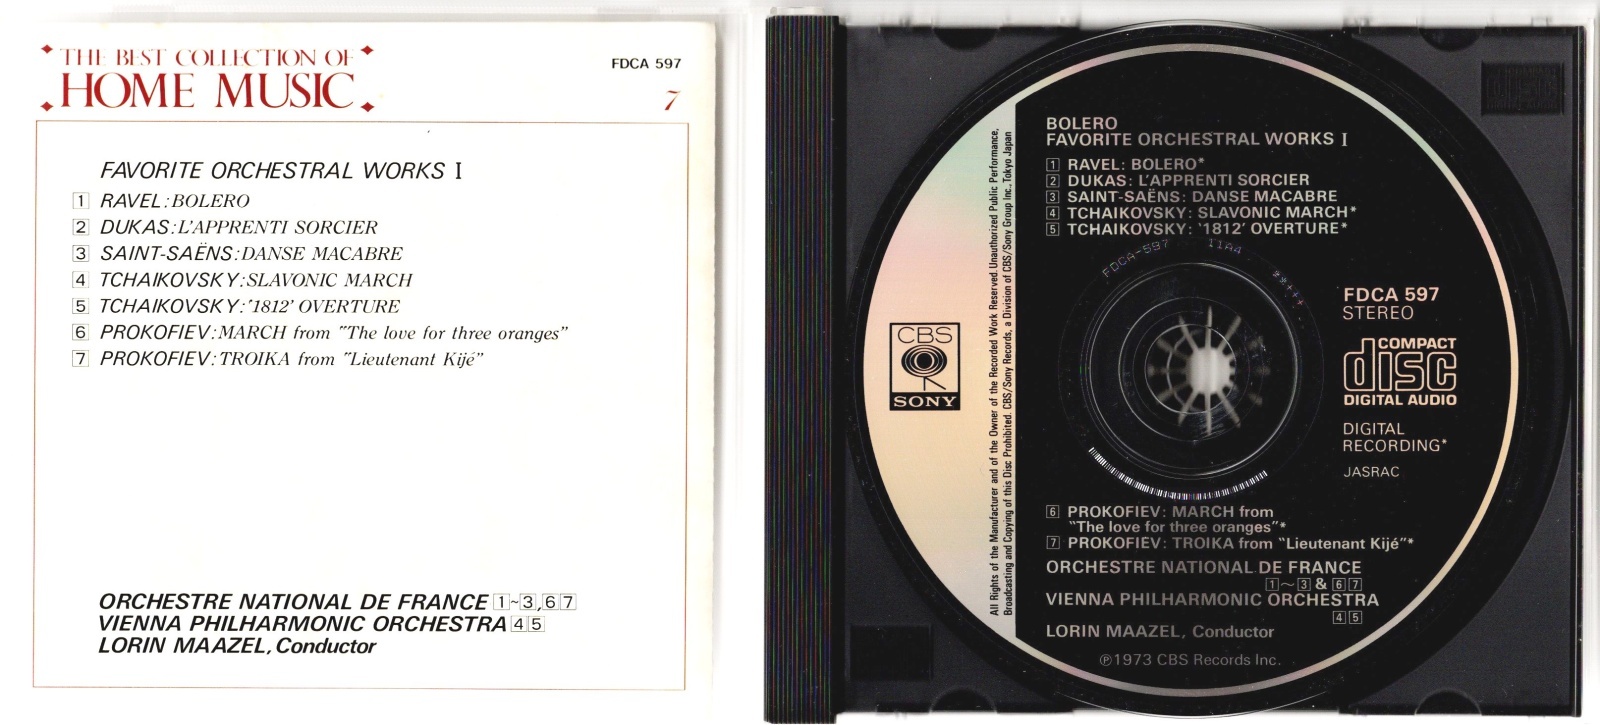 THE BEST COLLECTION OF
HOME MUSIC
FDCA 597
7
FAVORITE ORCHESTRAL WORKS I
1 RAVEL:BOLERO
2 DUKAS:L'APPRENTI SORCIER
3 SAINT-SAËNS:DANSE MACABRE
4 TCHAIKOVSKY:SLAVONIC MARCH
5 TCHAIKOVSKY:'1812' OVERTURE
6 PROKOFIEV:MARCH from "The love for three oranges"
7 PROKOFIEV:TROIKA from "Lieutenant Kijé"
ORCHESTRE NATIONAL DE FRANCE 1~3,6 7
VIENNA PHILHARMONIC ORCHESTRA 4 5
LORIN MAAZEL, Conductor
BOLERO
FAVORITE ORCHESTRAL WORKS I
1 RAVEL: BOLERO*
2 DUKAS: L'APPRENTI SORCIER
3 SAINT-SAËNS: DANSE MACABRE
4 TCHAIKOVSKY: SLAVONIC MARCH*
5 TCHAIKOVSKY: '1812' OVERTURE*
FDCA-597 11A4 **+++
CBS
SONY
All Rights of the Manufacturer and of the Owner of the Recorded Work Reserved. Unauthorized Public Performance,
Broadcasting and Copying of this Disc Prohibited. CBS/Sony Records, a Division of CBS/Sony Group Inc., Tokyo Japan
FDCA 597
STEREO
COMPACT
disc
DIGITAL AUDIO
DIGITAL
RECORDING*
JASRAC
6 PROKOFIEV: MARCH from
"The love for three oranges"*
7 PROKOFIEV: TROIKA from "Lieutenant Kijé"*
ORCHESTRE NATIONAL DE FRANCE
1~3 & 6 7
VIENNA PHILHARMONIC ORCHESTRA
4 5
LORIN MAAZEL, Conductor
℗1973 CBS Records Inc.